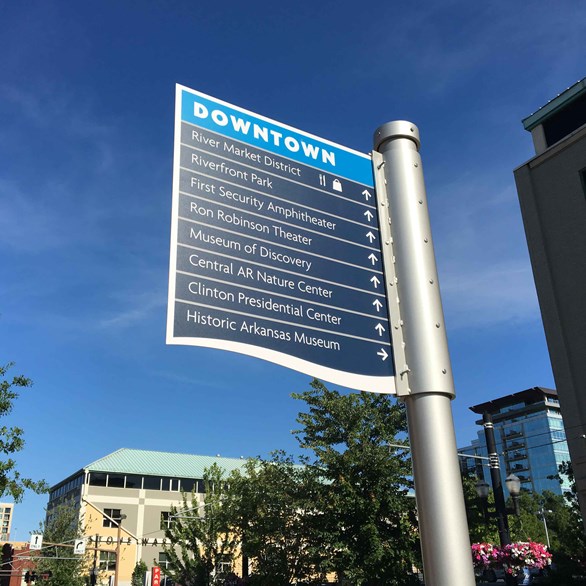 DOWNTOWN
River Market District
Riverfront Park
First Security Amphitheater
Ron Robinson Theater
Museum of Discovery
Central AR Nature Center
Clinton Presidential Center
Historic Arkansas Museum